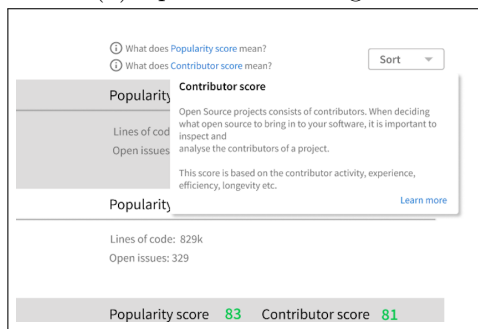 What does Popularity score mean?
What does Contributor score mean?
Sort
Contributor score
Popularity
Open Source projects consists of contributors. When deciding
what open source to bring in to your software, it is important to
inspect and
analyse the contributors of a project.
Lines of cod
Open issues
This score is based on the contributor activity, experience,
efficiency, longevity etc.
Learn more
Popularity
Lines of code: 829k
Open issues: 329
Popularity score 83 Contributor score 81